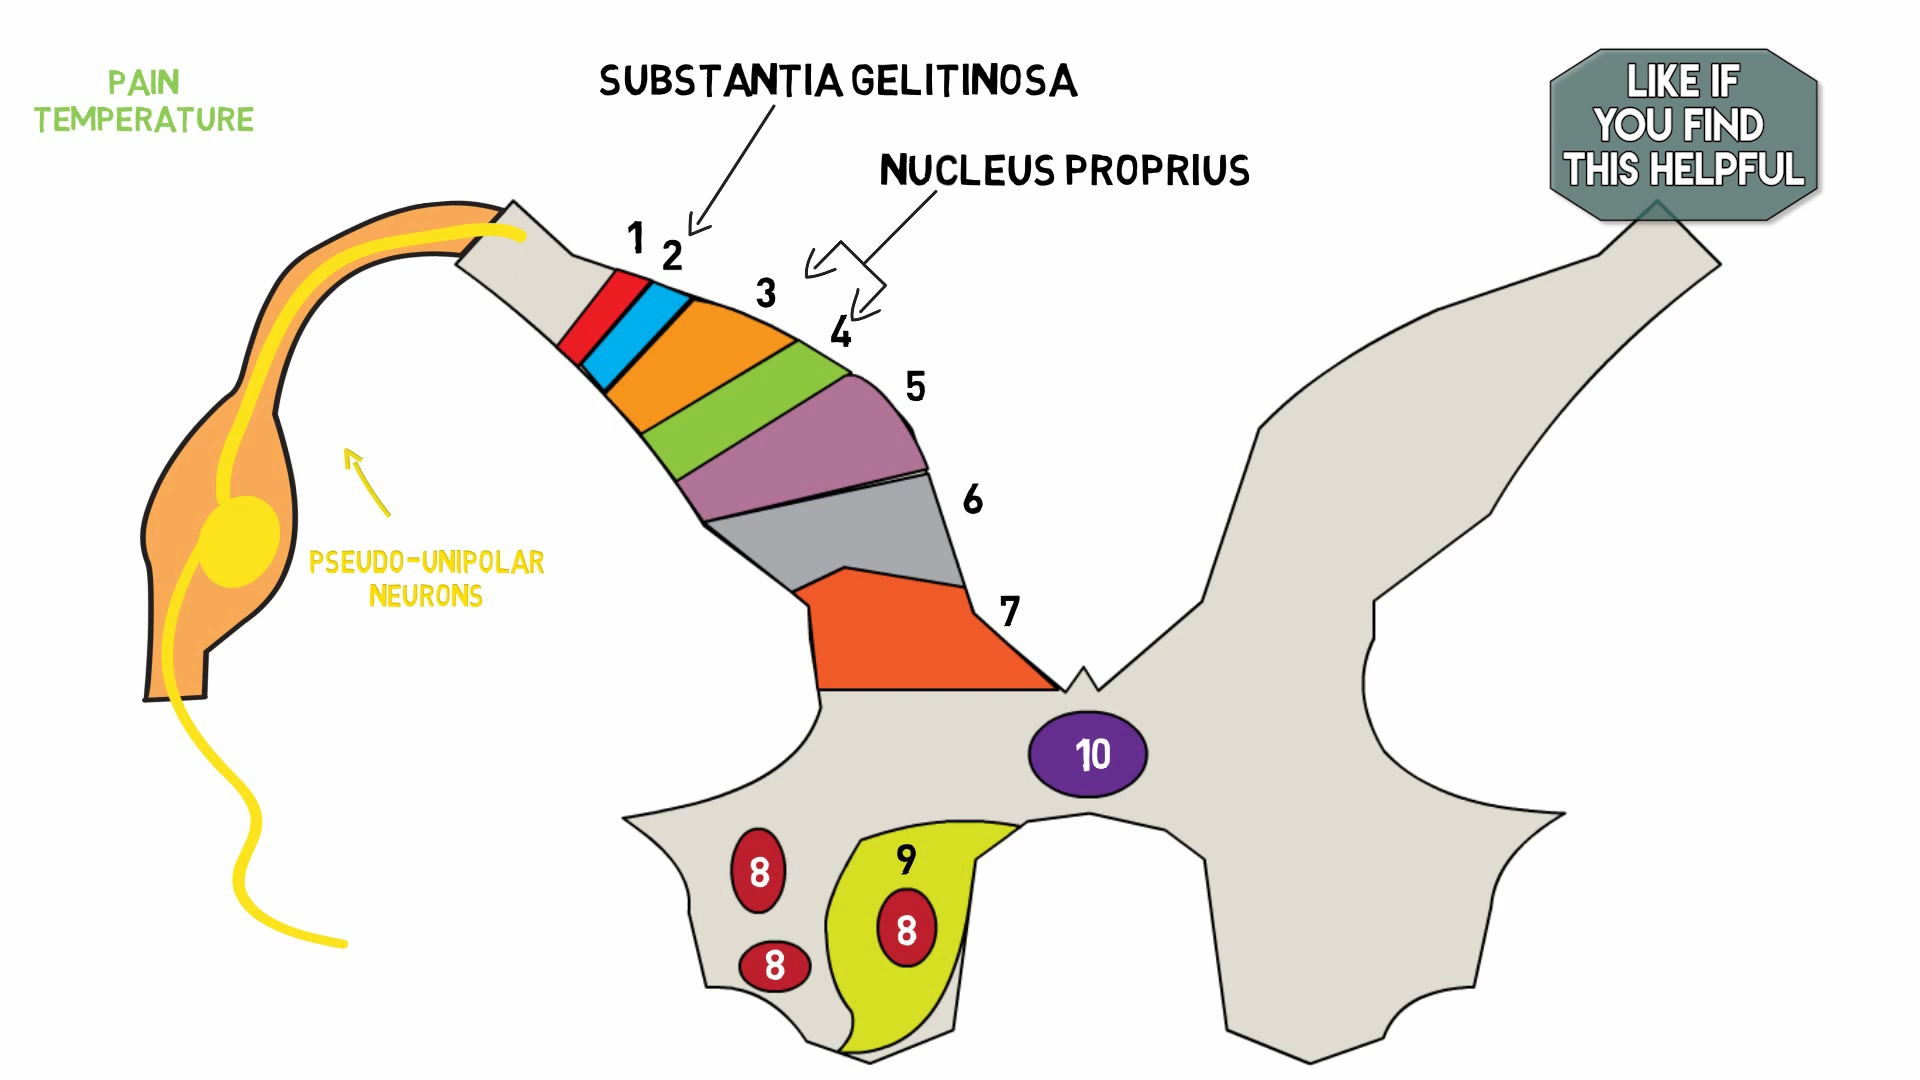 PAIN
TEMPERATURE
SUBSTANTIA GELITINOSA
NUCLEUS PROPRIUS
LIKE IF
YOU FIND
THIS HELPFUL
1
2
3
4
5
6
7
PSEUDO-UNIPOLAR
NEURONS
10
8
9
8
8